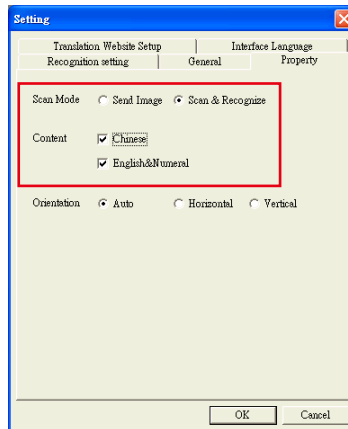 Setting
Translation Website Setup Interface Language
Recognition setting General Property
Scan Mode Send Image Scan & Recognize
Content Chinese
English&Numeral
Orientation Auto Horizontal Vertical
OK Cancel